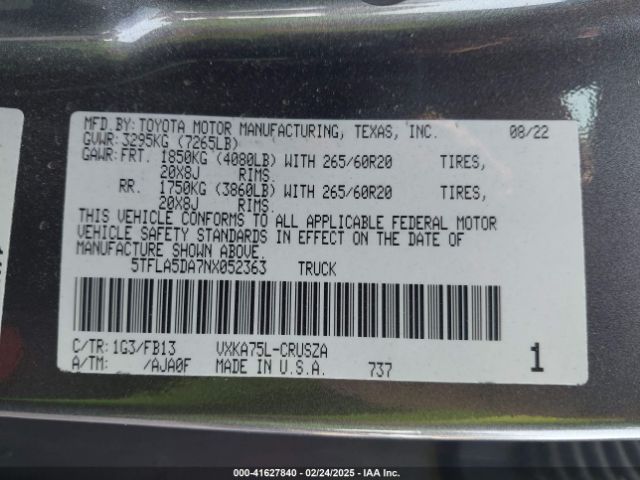 MFD BY: TOYOTA MOTOR MANUFACTURING, TEXAS, INC. 08/22
GVWR: 3295KG (7265LB)
GAWR: FRT. 1850KG (4080LB) WITH 265/60R20 TIRES,
20X8J RIMS.
RR. 1750KG (3860LB) WITH 265/60R20 TIRES,
20X8J RIMS.
THIS VEHICLE CONFORMS TO ALL APPLICABLE FEDERAL MOTOR
VEHICLE SAFETY STANDARDS IN EFFECT ON THE DATE OF
MANUFACTURE SHOWN ABOVE.
5TFLA5DA7NX052363 TRUCK
C/TR: 1G3/FB13 VXKA75L-CRUSZA
A/TM: /AJA0F MADE IN U.S.A. 737 1
000-41627840 - 02/24/2025 - IAAI.COM